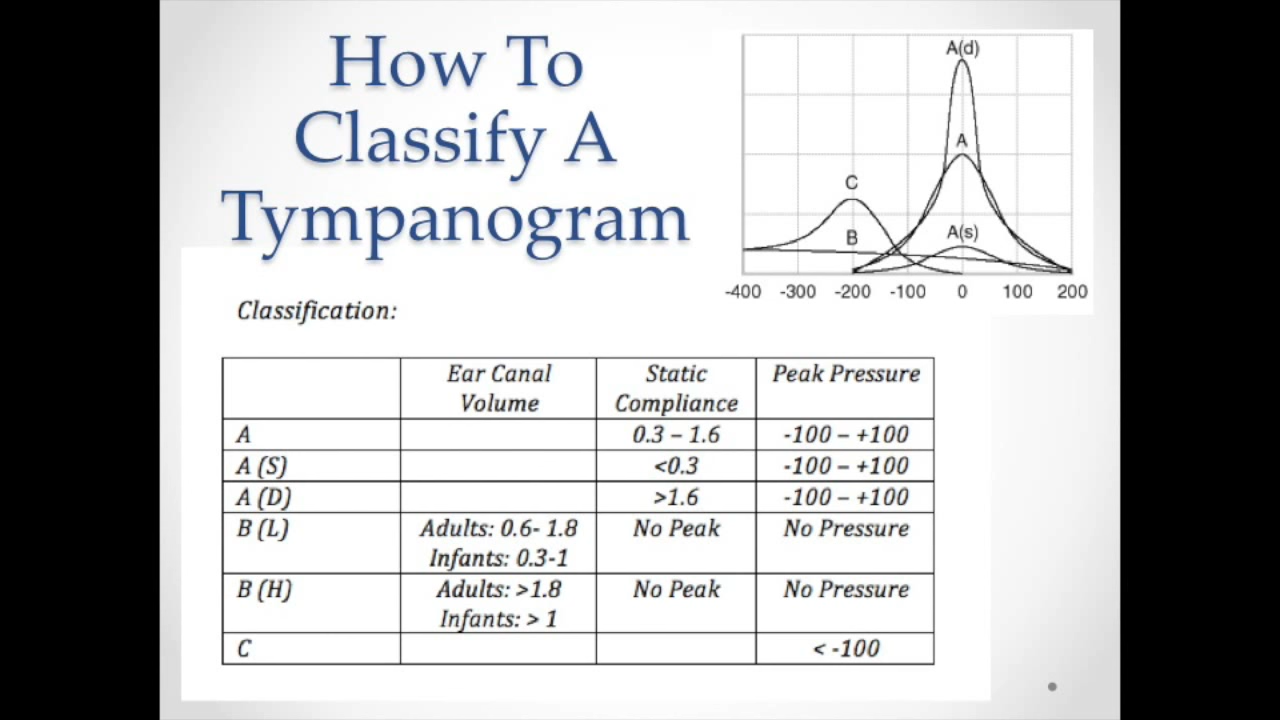 How To
Classify A
Tympanogram
A(d)
A
C
B
A(s)
-400 -300 -200 -100 0 100 200
Classification:
Ear Canal Volume Static Compliance Peak Pressure
A 0.3 – 1.6 -100 – +100
A (S) <0.3 -100 – +100
A (D) >1.6 -100 – +100
B (L) Adults: 0.6- 1.8 No Peak No Pressure
Infants: 0.3-1
B (H) Adults: >1.8 No Peak No Pressure
Infants: > 1
C < -100